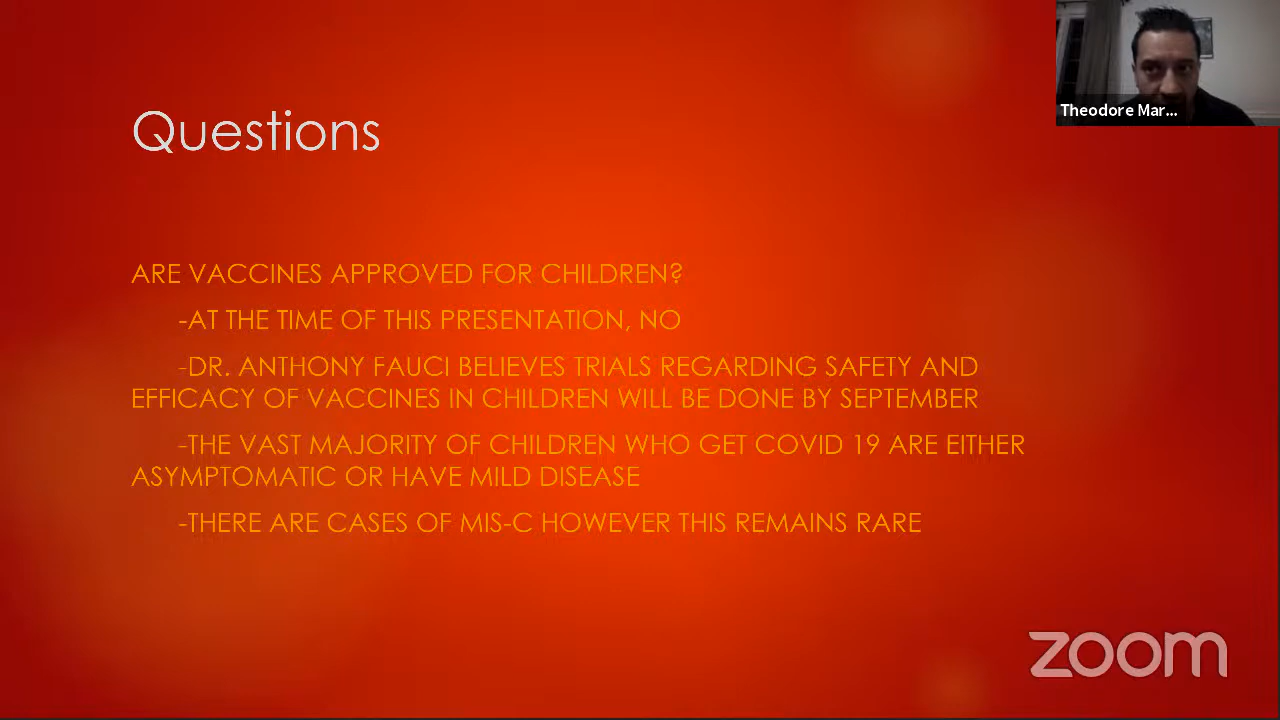 Theodore Mar...
Questions
ARE VACCINES APPROVED FOR CHILDREN?
-AT THE TIME OF THIS PRESENTATION, NO
-DR. ANTHONY FAUCI BELIEVES TRIALS REGARDING SAFETY AND
EFFICACY OF VACCINES IN CHILDREN WILL BE DONE BY SEPTEMBER
-THE VAST MAJORITY OF CHILDREN WHO GET COVID 19 ARE EITHER
ASYMPTOMATIC OR HAVE MILD DISEASE
-THERE ARE CASES OF MIS-C HOWEVER THIS REMAINS RARE
zoom